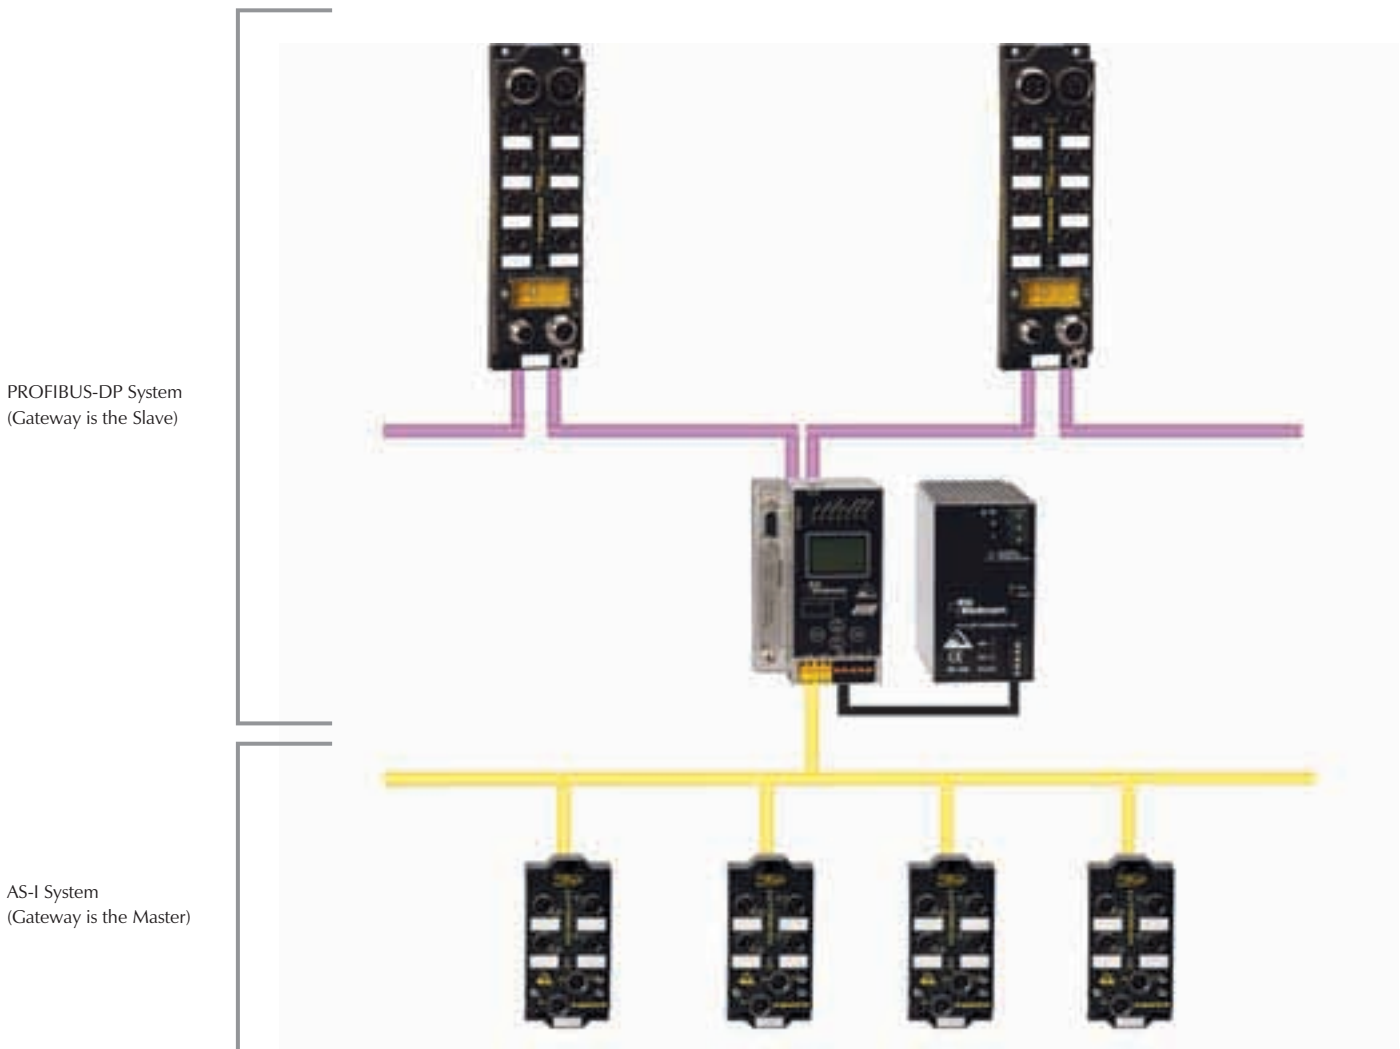 PROFIBUS-DP System
(Gateway is the Slave)
AS-I System
(Gateway is the Master)